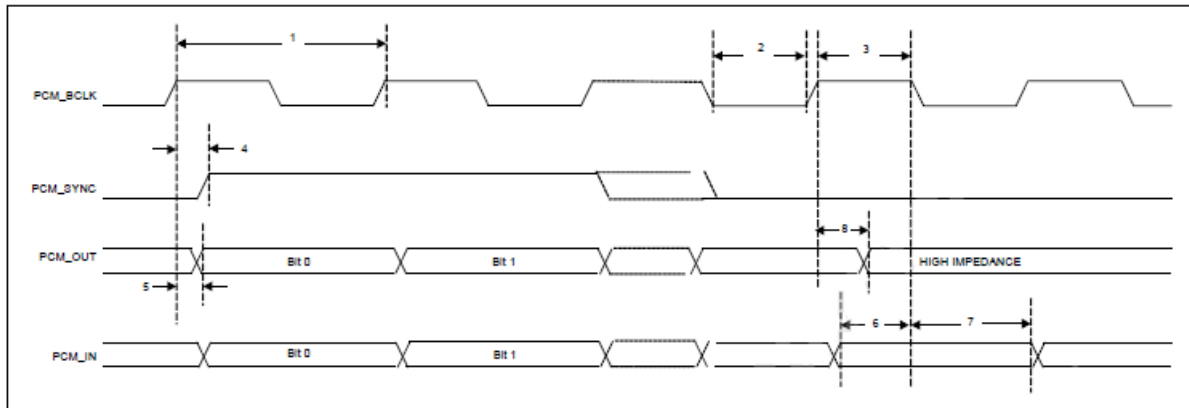 1
2
3
PCM_BCLK
4
PCM_SYNC
8
PCM_OUT
Bit 0
Bit 1
HIGH IMPEDANCE
5
6
7
PCM_IN
Bit 0
Bit 1